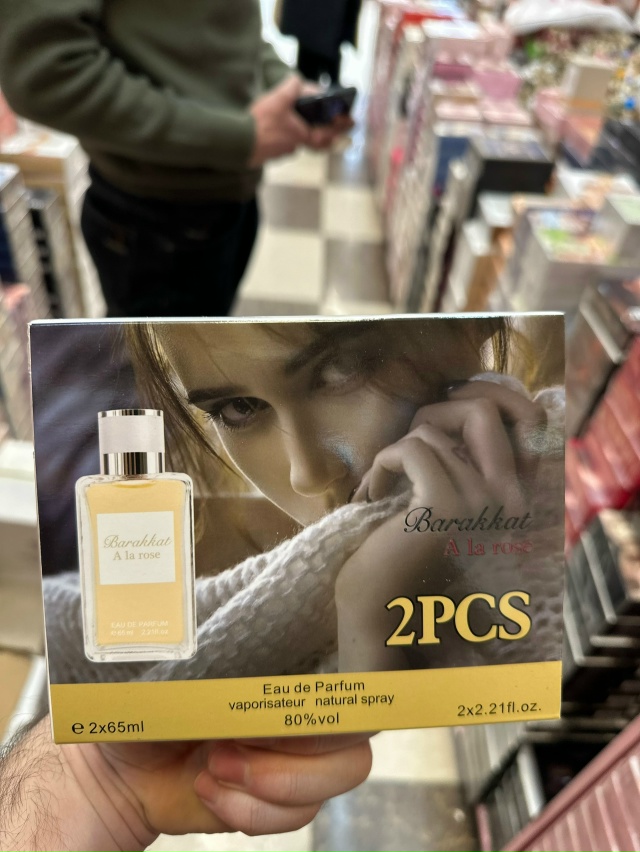 Barakkat
A la rose
EAU DE PARFUM
Barakkat
A la rose
2PCS
Eau de Parfum
vaporisateur natural spray
80%vol
e 2x65ml
2x2.21fl.oz.